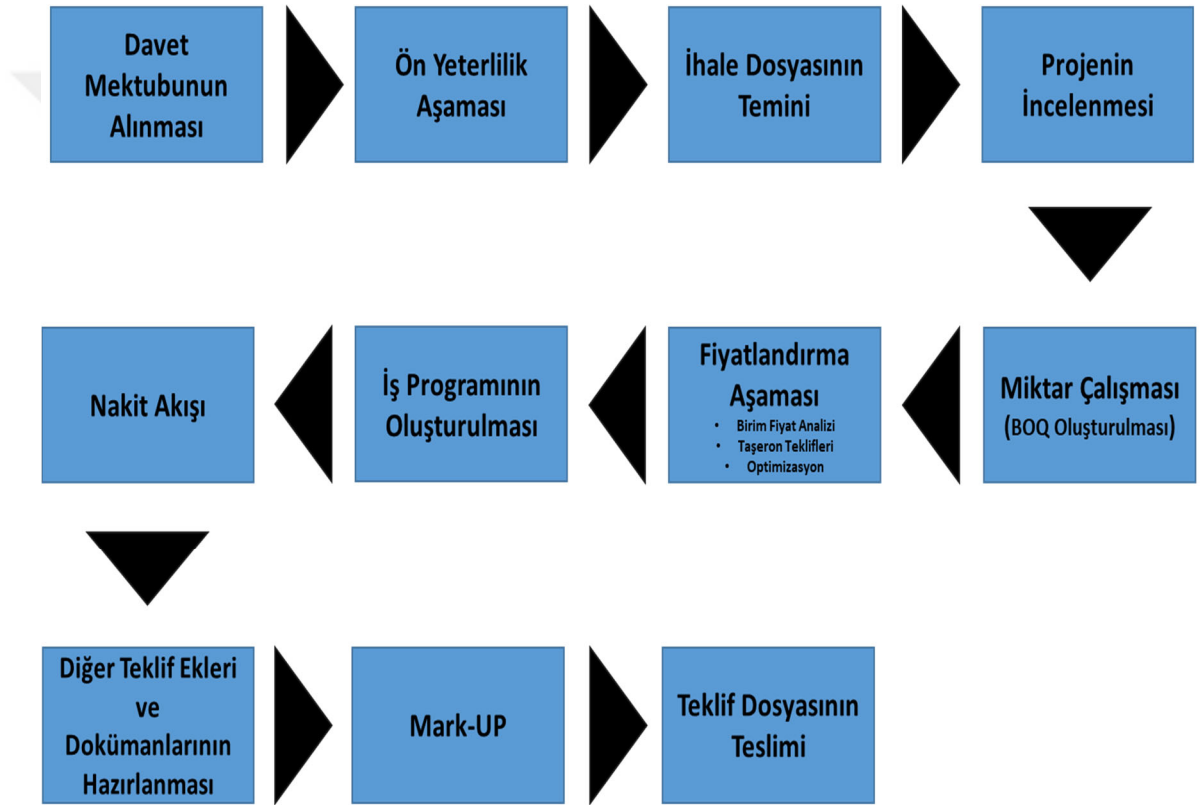 Davet
Mektubunun
Alınması
Ön Yeterlilik
Aşaması
İhale Dosyasının
Temini
Projenin
İncelenmesi
Miktar Çalışması
(BOQ Oluşturulması)
Fiyatlandırma
Aşaması
• Birim Fiyat Analizi
• Taşeron Teklifleri
• Optimizasyon
İş Programının
Oluşturulması
Nakit Akışı
Diğer Teklif Ekleri
ve
Dokümanlarının
Hazırlanması
Mark-UP
Teklif Dosyasının
Teslimi